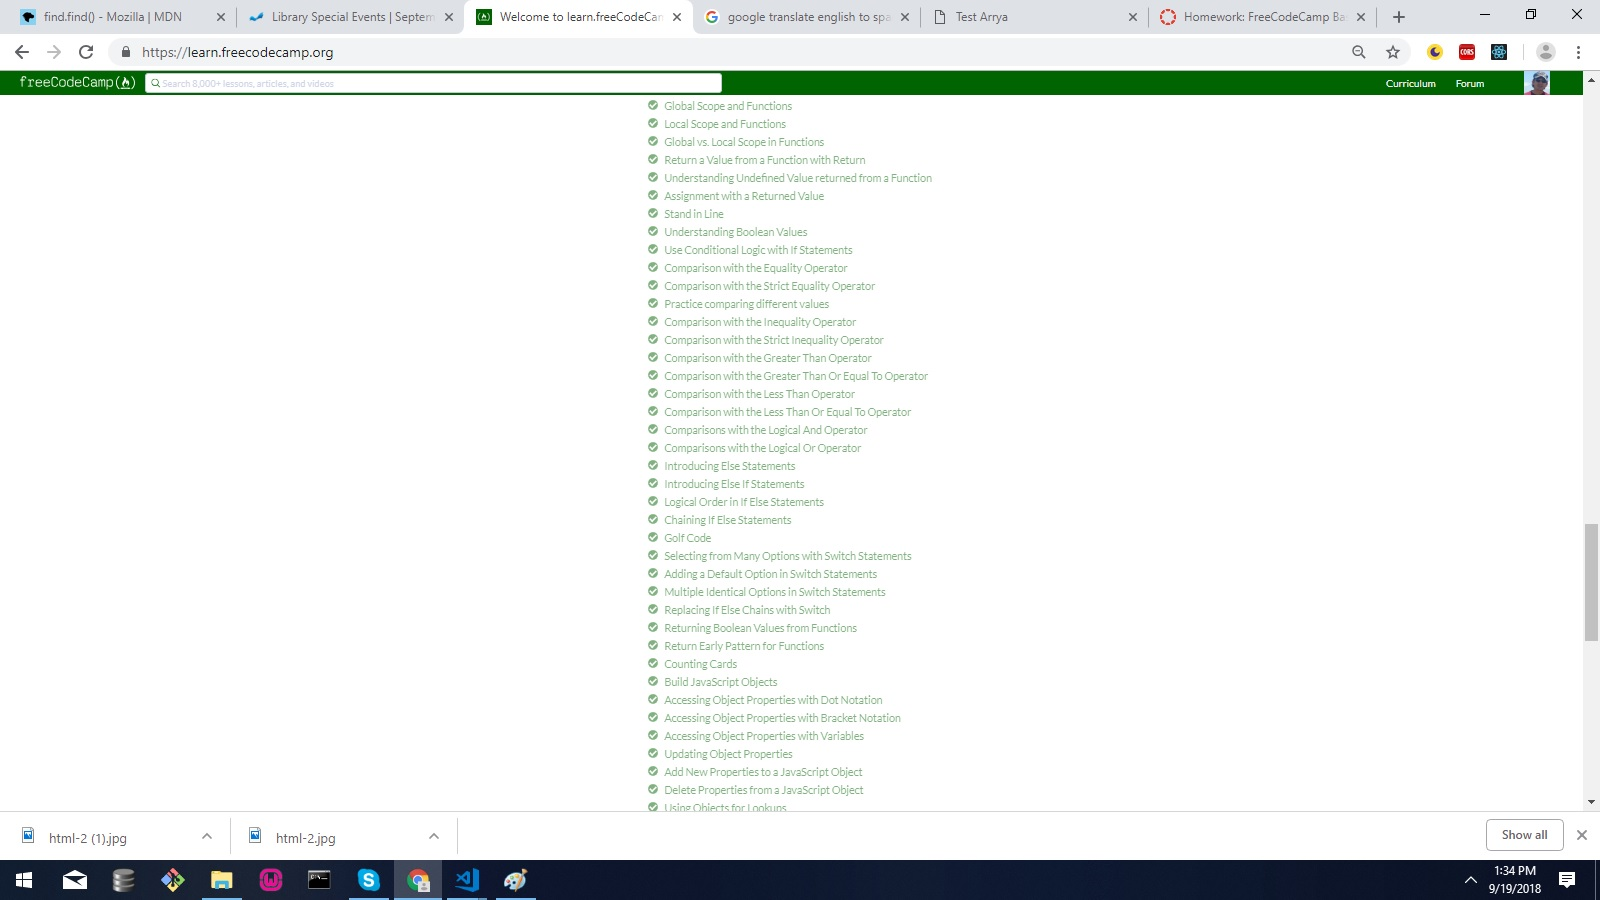 find.find() - Mozilla | MDN
Library Special Events | Septem
Welcome to learn.freeCodeCam
google translate english to spa
Test Arrya
Homework: FreeCodeCamp Ba
https://learn.freecodecamp.org
CORS
freeCodeCamp
Search 8,000+ lessons, articles, and videos
Curriculum
Forum
Global Scope and Functions
Local Scope and Functions
Global vs. Local Scope in Functions
Return a Value from a Function with Return
Understanding Undefined Value returned from a Function
Assignment with a Returned Value
Stand in Line
Understanding Boolean Values
Use Conditional Logic with If Statements
Comparison with the Equality Operator
Comparison with the Strict Equality Operator
Practice comparing different values
Comparison with the Inequality Operator
Comparison with the Strict Inequality Operator
Comparison with the Greater Than Operator
Comparison with the Greater Than Or Equal To Operator
Comparison with the Less Than Operator
Comparison with the Less Than Or Equal To Operator
Comparisons with the Logical And Operator
Comparisons with the Logical Or Operator
Introducing Else Statements
Introducing Else If Statements
Logical Order in If Else Statements
Chaining If Else Statements
Golf Code
Selecting from Many Options with Switch Statements
Adding a Default Option in Switch Statements
Multiple Identical Options in Switch Statements
Replacing If Else Chains with Switch
Returning Boolean Values from Functions
Return Early Pattern for Functions
Counting Cards
Build JavaScript Objects
Accessing Object Properties with Dot Notation
Accessing Object Properties with Bracket Notation
Accessing Object Properties with Variables
Updating Object Properties
Add New Properties to a JavaScript Object
Delete Properties from a JavaScript Object
Using Objects for Lookups
html-2 (1).jpg
html-2.jpg
Show all
1:34 PM
9/19/2018